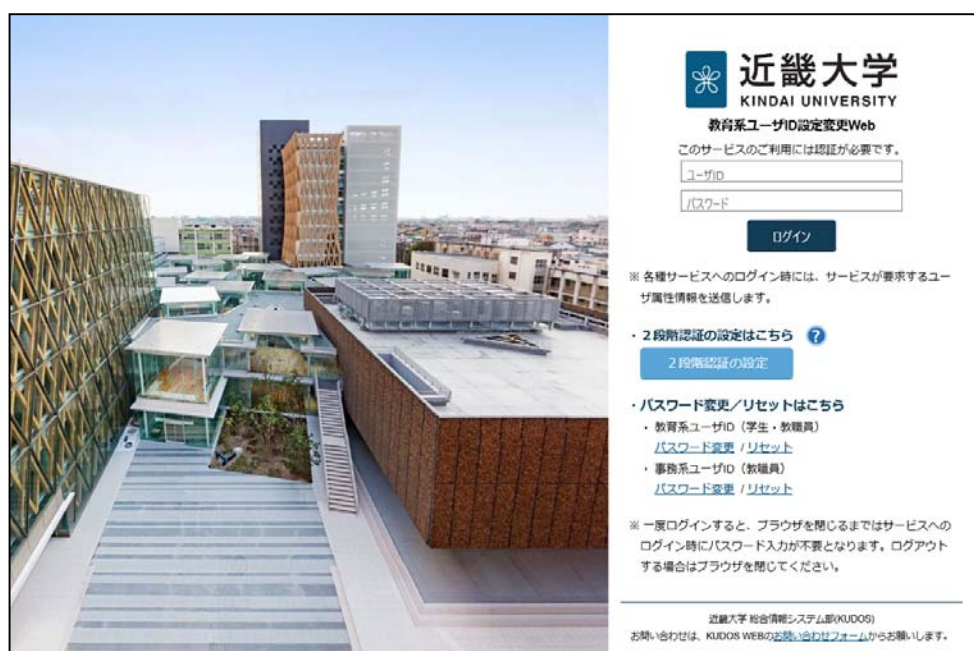 近畿大学
KINDAI UNIVERSITY
教育系ユーザID設定変更Web
このサービスのご利用には認証が必要です。
ユーザID
パスワード
ログイン
※ 各種サービスへのログイン時には、サービスが要求するユー
ザ属性情報を送信します。
・２段階認証の設定はこちら ?
２段階認証の設定
・パスワード変更／リセットはこちら
・ 教育系ユーザID（学生・教職員）
パスワード変更 / リセット
・ 事務系ユーザID（教職員）
パスワード変更 / リセット
※ 一度ログインすると、ブラウザを閉じるまではサービスへの
ログイン時にパスワード入力が不要となります。ログアウト
する場合はブラウザを閉じてください。
近畿大学 総合情報システム部(KUDOS)
お問い合わせは、KUDOS WEBのお問い合わせフォームからお願いします。